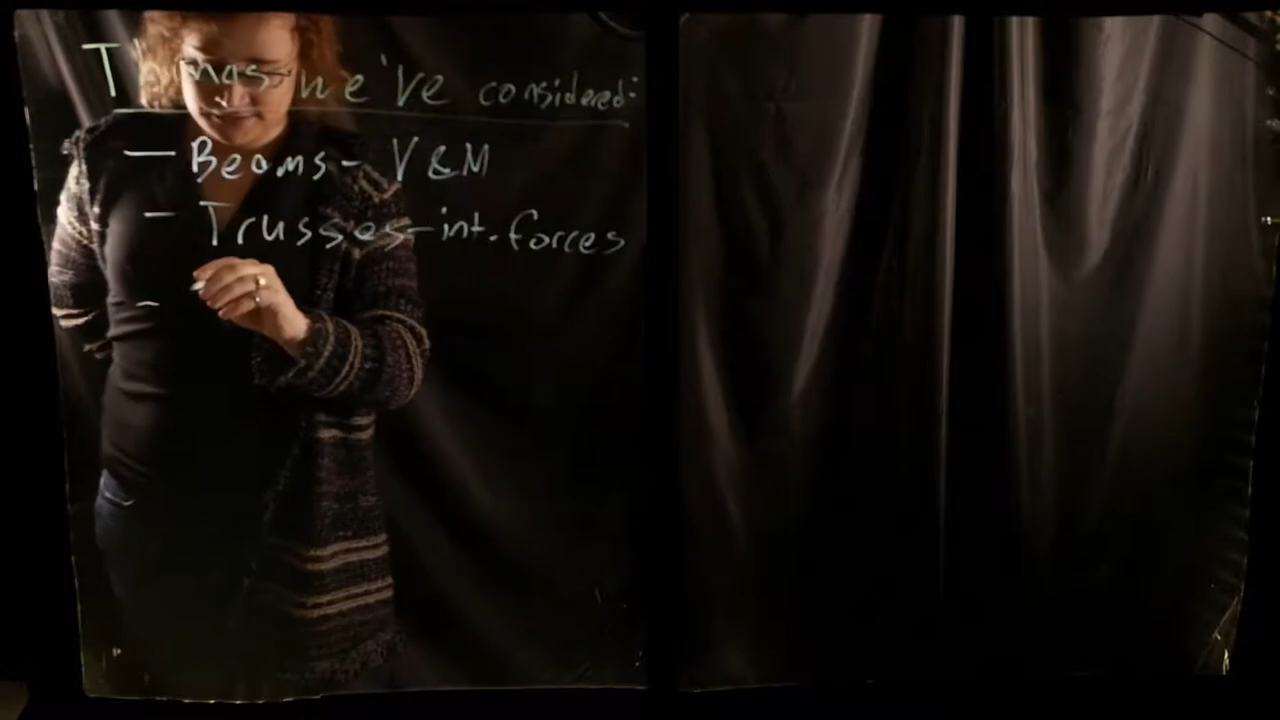 Things we've considered:
— Beams - V & M
- Trusses - int. forces
-